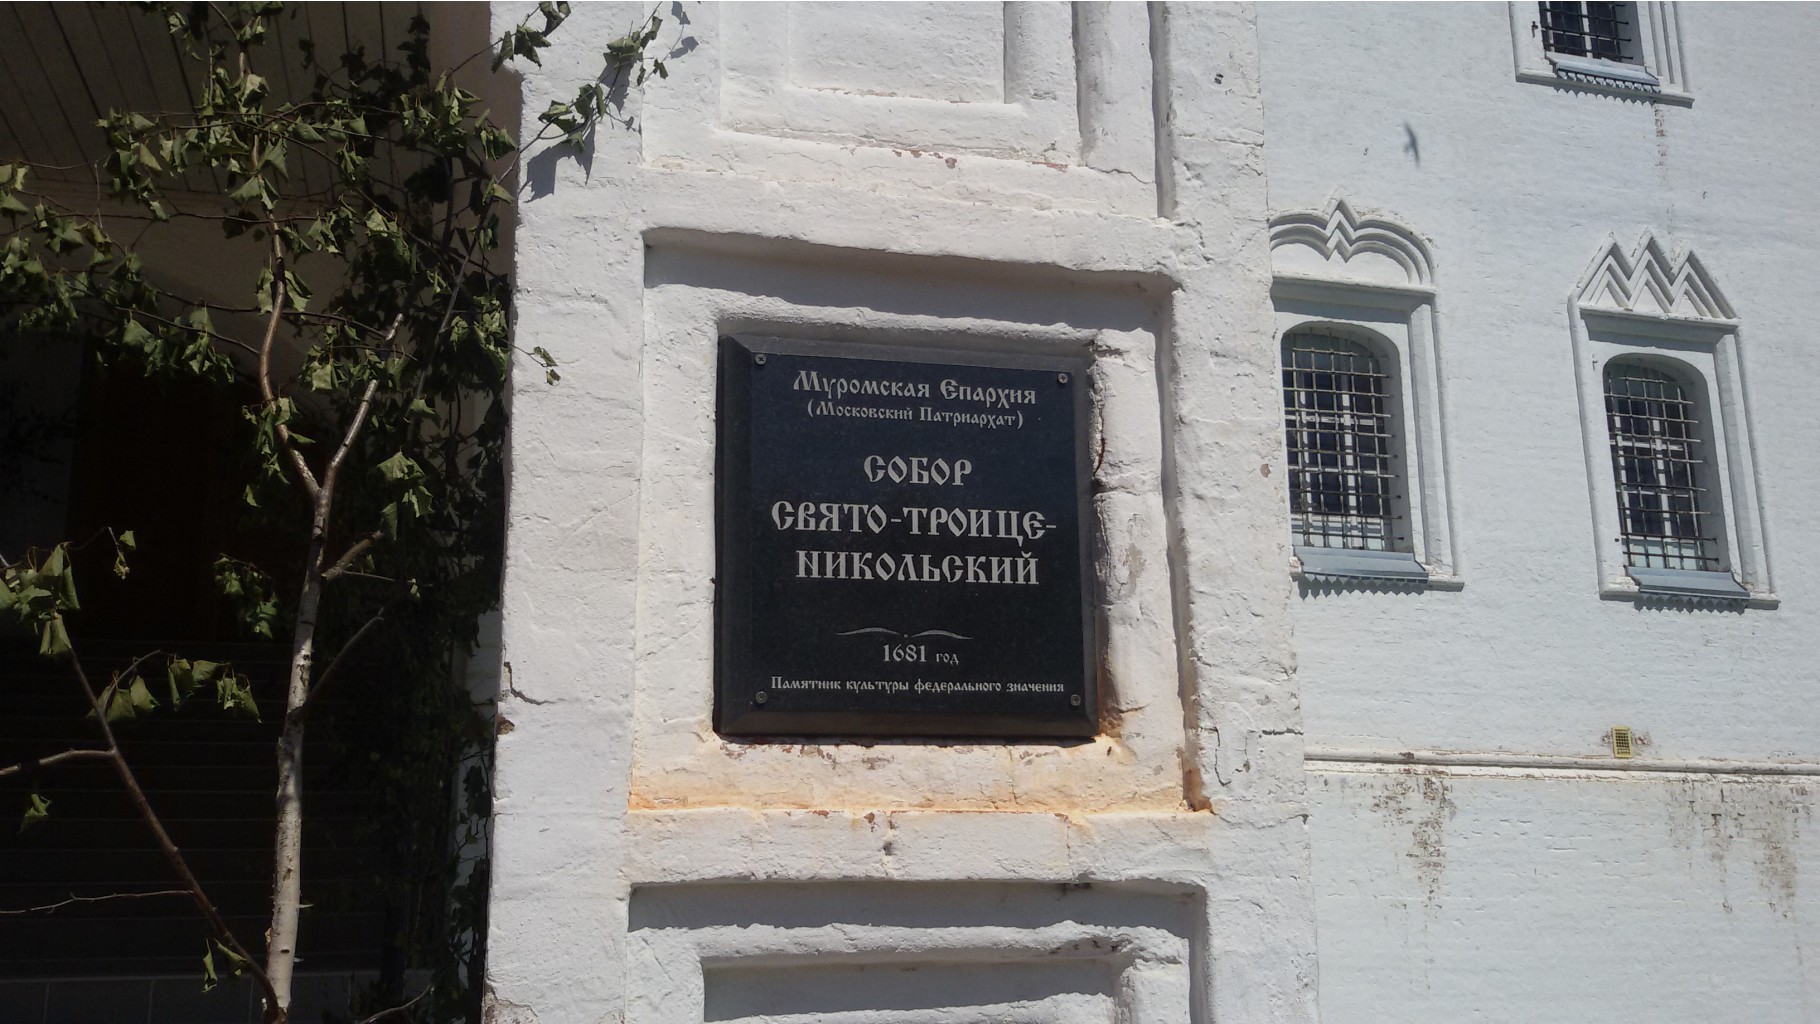 Муромская Епархия
(Московский Патриархат)
СОБОР
СВЯТО-ТРОИЦЕ-
НИКОЛЬСКИЙ
1681 год
Памятник культуры федерального значения